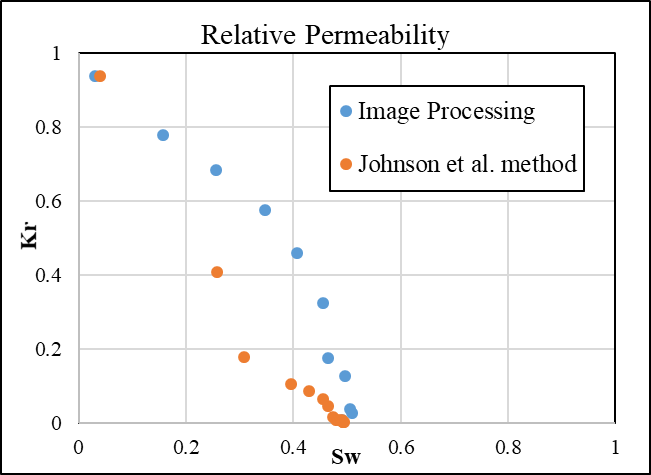 Relative Permeability
1
0.8
0.6
0.4
0.2
0
Kr
Image Processing
Johnson et al. method
0 0.2 0.4 0.6 0.8 1
Sw